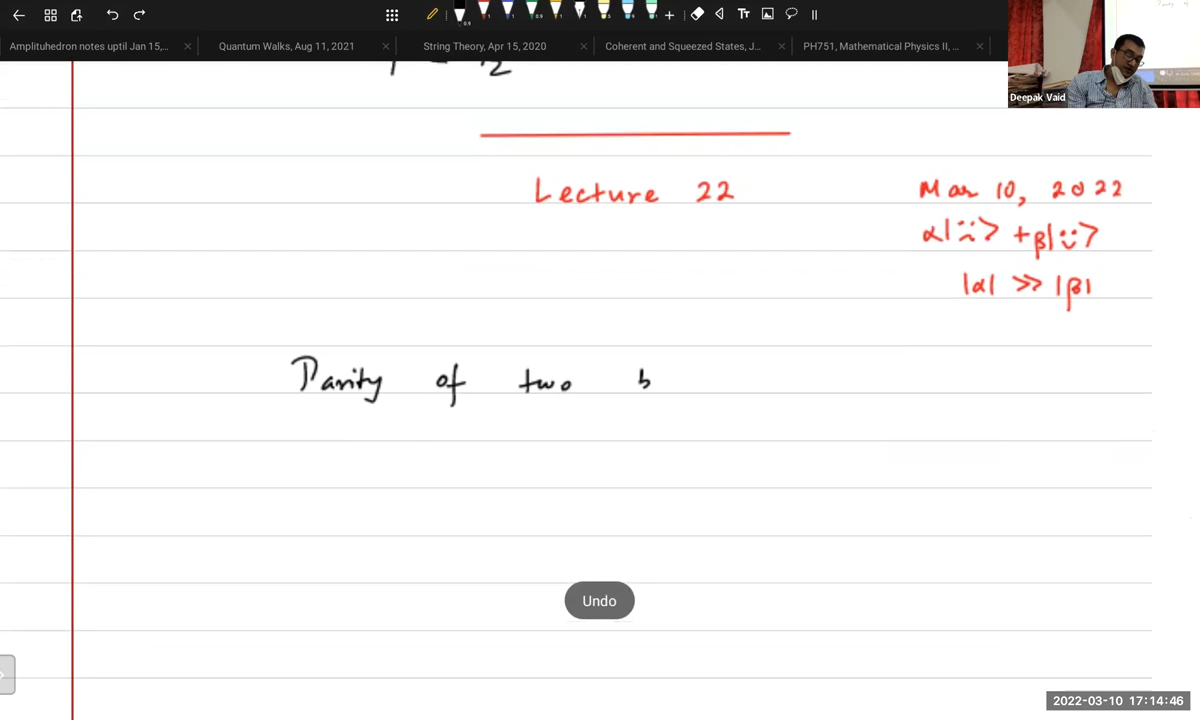 Amplituhedron notes uptil Jan 15,...
Quantum Walks, Aug 11, 2021
String Theory, Apr 15, 2020
Coherent and Squeezed States, J...
PH751, Mathematical Physics II, ...
Deepak Vaid
Lecture 22
Mar 10, 2022
α|☹> + β|☺>
|α| ≫ |β|
Parity of two b
Undo
2022-03-10 17:14:46